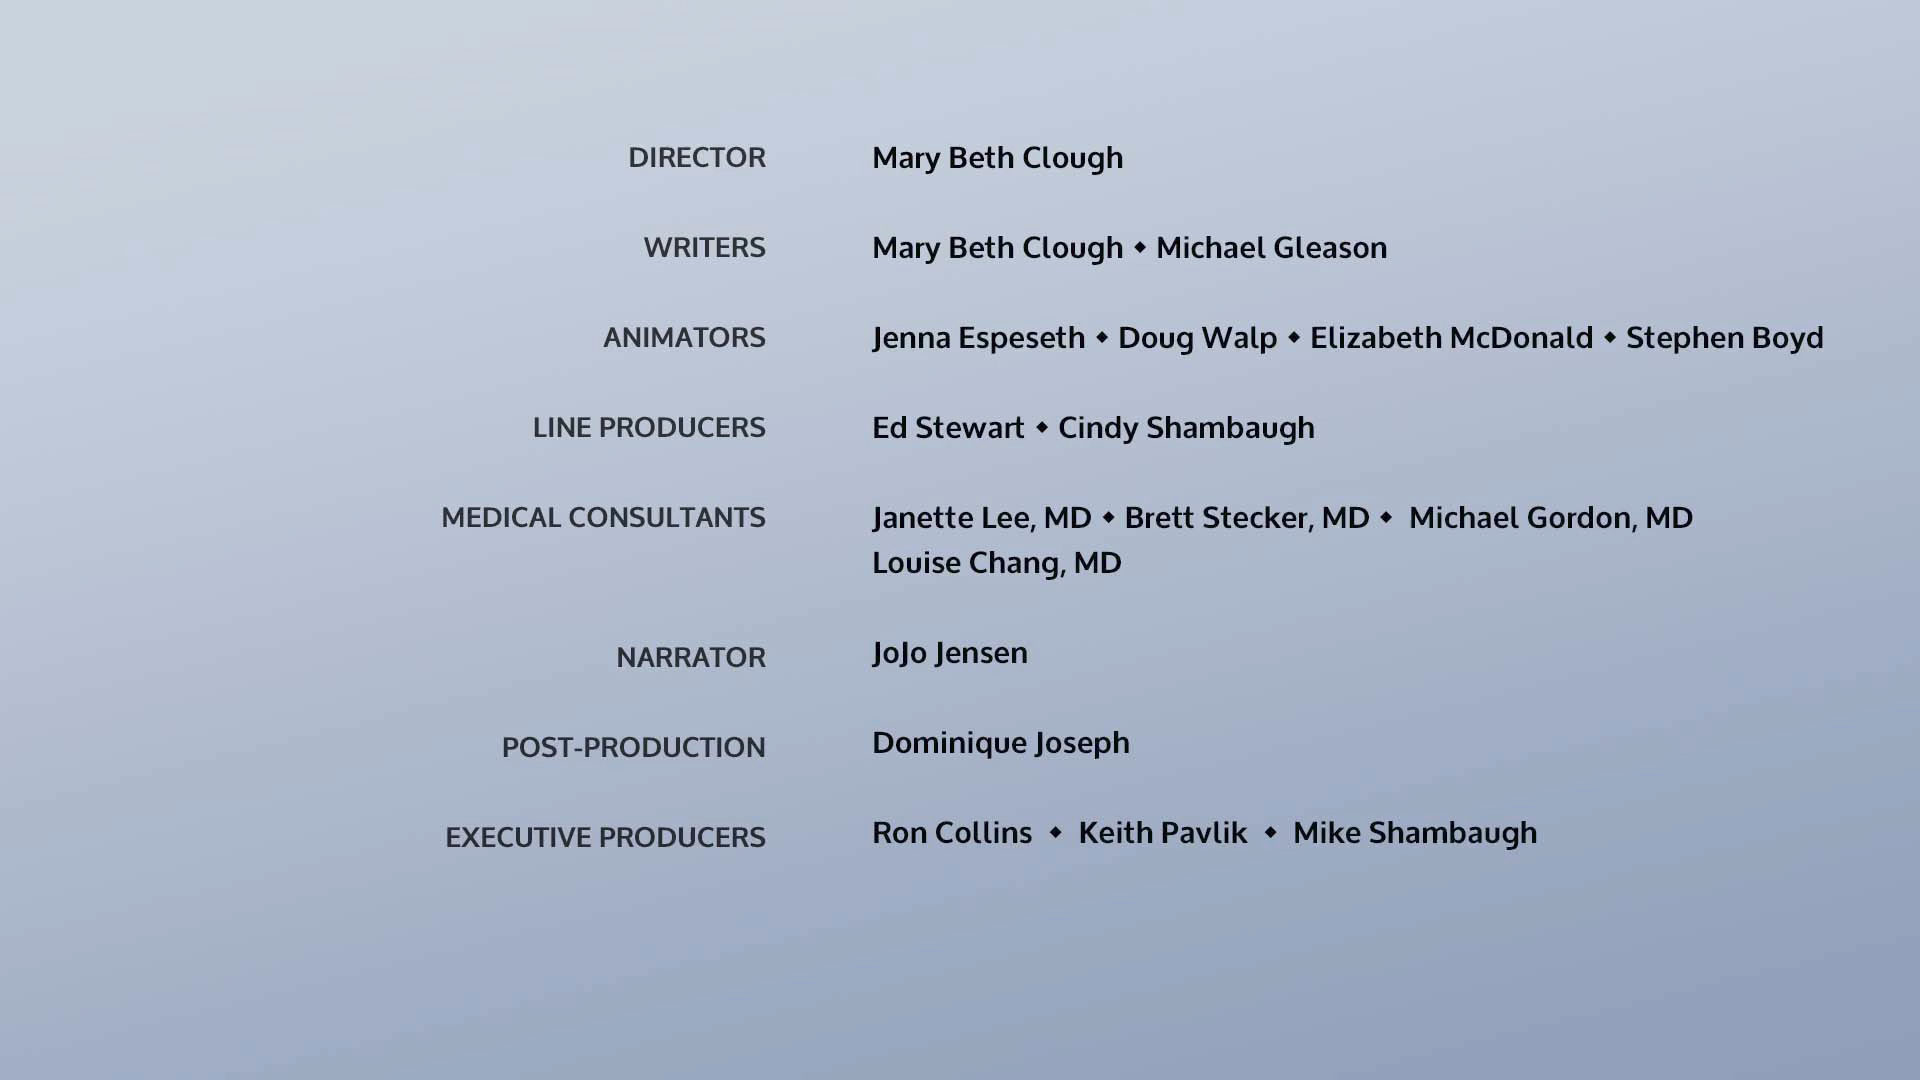 DIRECTOR Mary Beth Clough
WRITERS Mary Beth Clough ◆ Michael Gleason
ANIMATORS Jenna Espeseth ◆ Doug Walp ◆ Elizabeth McDonald ◆ Stephen Boyd
LINE PRODUCERS Ed Stewart ◆ Cindy Shambaugh
MEDICAL CONSULTANTS Janette Lee, MD ◆ Brett Stecker, MD ◆ Michael Gordon, MD
Louise Chang, MD
NARRATOR JoJo Jensen
POST-PRODUCTION Dominique Joseph
EXECUTIVE PRODUCERS Ron Collins ◆ Keith Pavlik ◆ Mike Shambaugh